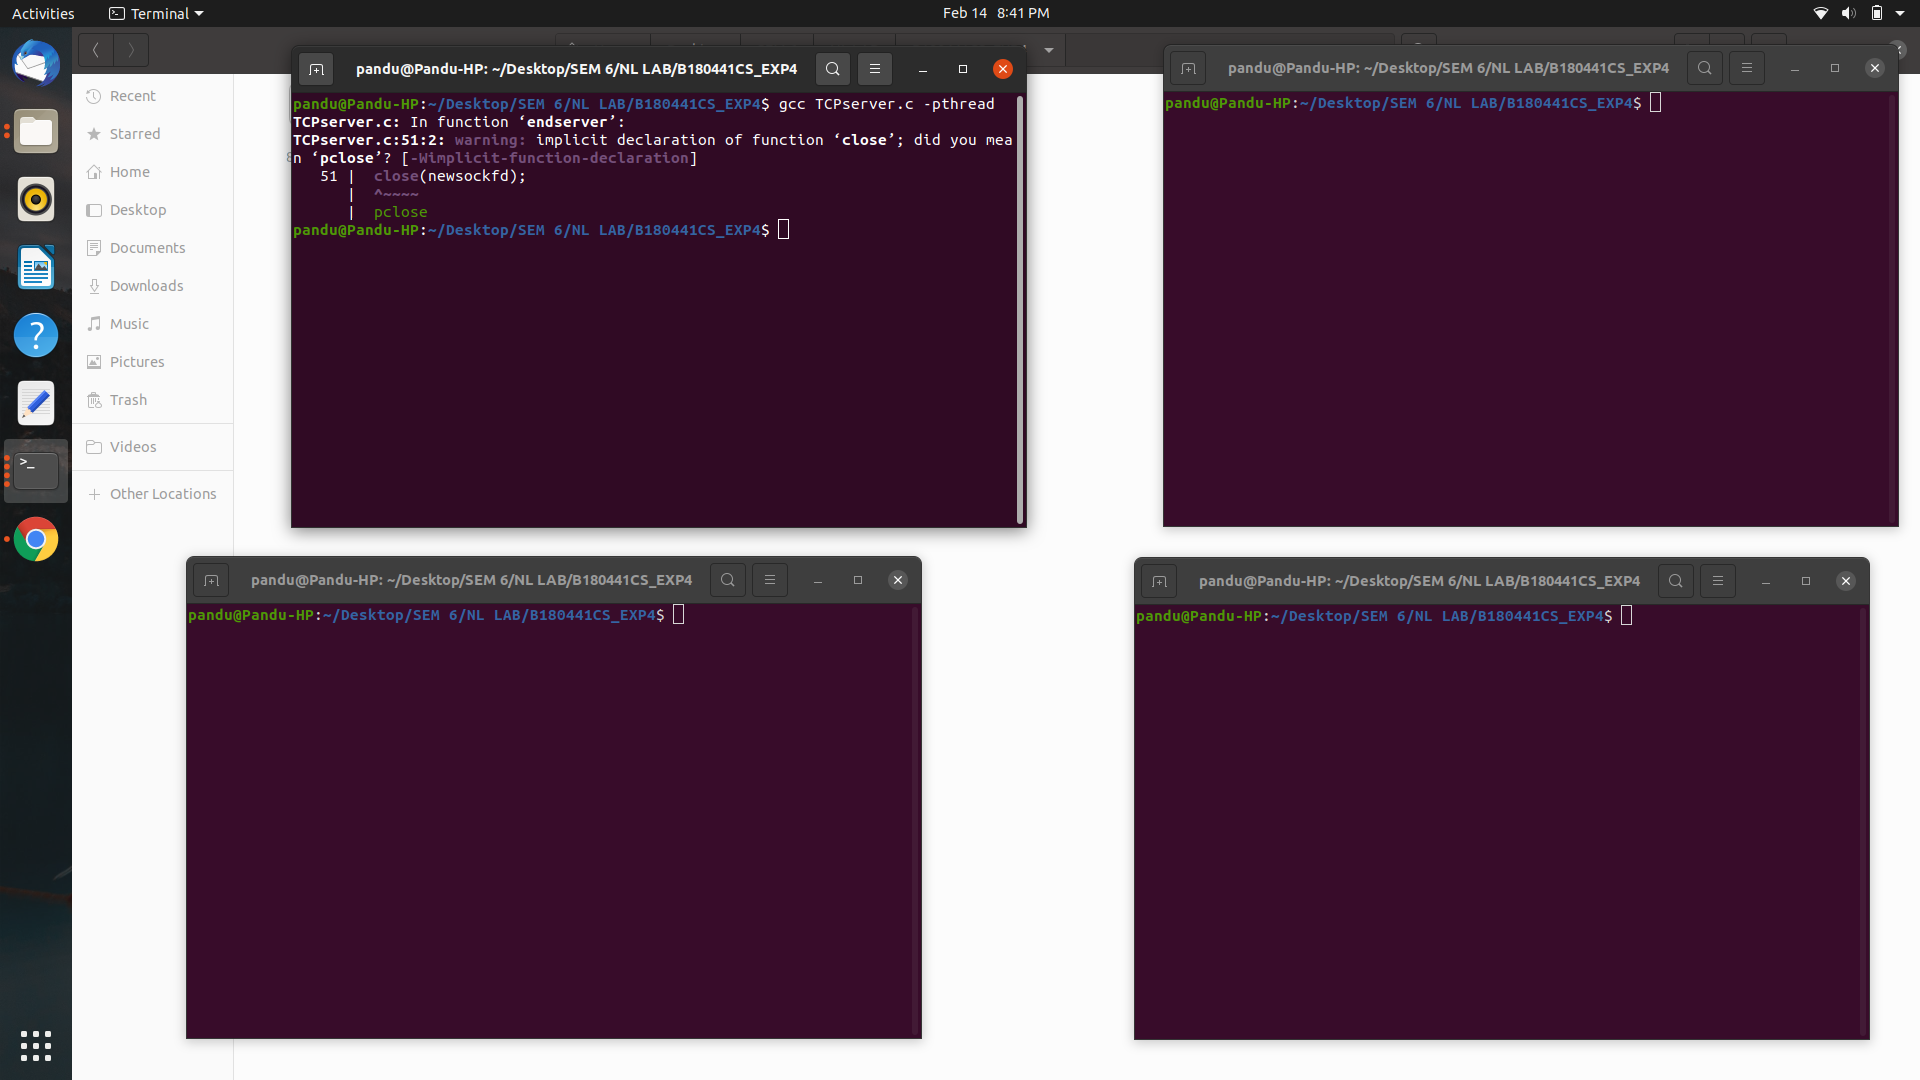 Activities
Terminal
Feb 14 8:41 PM
Recent
Starred
Home
Desktop
Documents
Downloads
Music
Pictures
Trash
Videos
Other Locations
pandu@Pandu-HP: ~/Desktop/SEM 6/NL LAB/B180441CS_EXP4
pandu@Pandu-HP:~/Desktop/SEM 6/NL LAB/B180441CS_EXP4$ gcc TCPserver.c -pthread
TCPserver.c: In function ‘endserver’:
TCPserver.c:51:2: warning: implicit declaration of function ‘close’; did you mea
n ‘pclose’? [-Wimplicit-function-declaration]
51 | close(newsockfd);
| ^~~~~
| pclose
pandu@Pandu-HP:~/Desktop/SEM 6/NL LAB/B180441CS_EXP4$
pandu@Pandu-HP: ~/Desktop/SEM 6/NL LAB/B180441CS_EXP4
pandu@Pandu-HP:~/Desktop/SEM 6/NL LAB/B180441CS_EXP4$
pandu@Pandu-HP: ~/Desktop/SEM 6/NL LAB/B180441CS_EXP4
pandu@Pandu-HP:~/Desktop/SEM 6/NL LAB/B180441CS_EXP4$
pandu@Pandu-HP: ~/Desktop/SEM 6/NL LAB/B180441CS_EXP4
pandu@Pandu-HP:~/Desktop/SEM 6/NL LAB/B180441CS_EXP4$